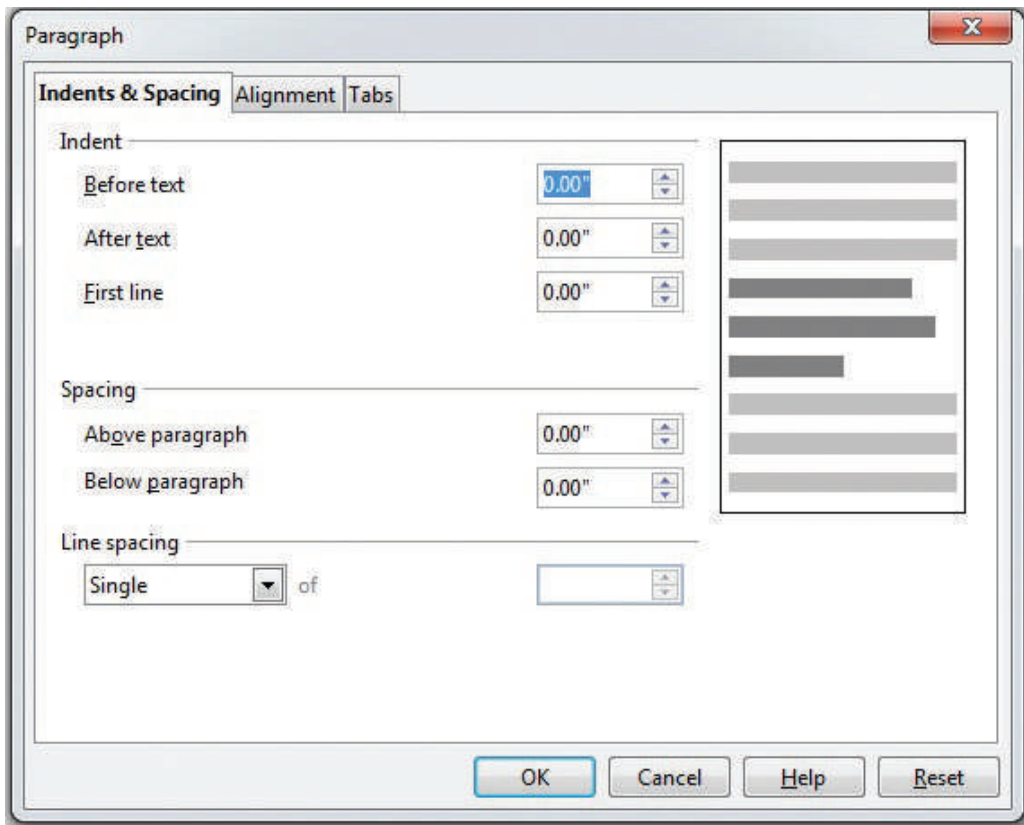 Paragraph
Indents & Spacing Alignment Tabs
Indent
Before text 0.00"
After text 0.00"
First line 0.00"
Spacing
Above paragraph 0.00"
Below paragraph 0.00"
Line spacing
Single of
OK Cancel Help Reset